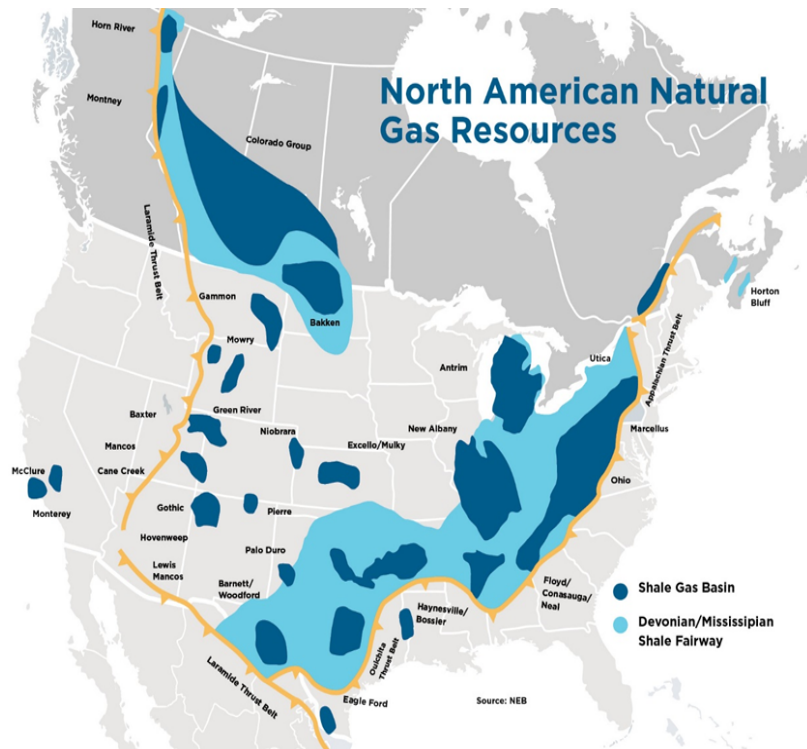 Horn River
North American Natural
Gas Resources
Montney
Colorado Group
Laramide Thrust Belt
Gammon
Bakken
Horton
Bluff
Mowry
Utica
Antrim
Appalachian Thrust Belt
Baxter
Green River
Niobrara
New Albany
Marcellus
Mancos
Excello/Mulky
McClure
Cane Creek
Ohio
Gothic
Monterey
Pierre
Hovenweep
Palo Duro
Lewis
Mancos
Barnett/
Woodford
Floyd/
Conasauga/
Neal
Shale Gas Basin
Haynesville/
Bossier
Devonian/Mississipian
Shale Fairway
Ouichita
Thrust Belt
Laramide Thrust Belt
Eagle Ford
Source: NEB